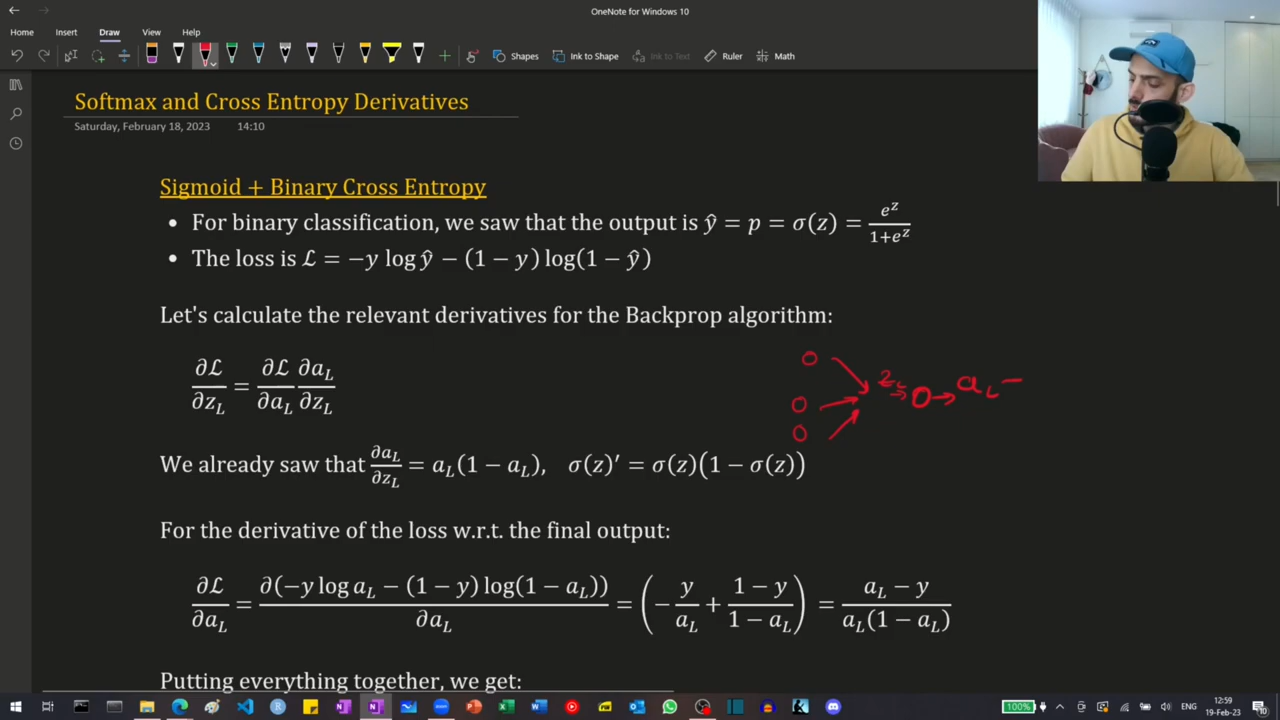 OneNote for Windows 10
Home Insert Draw View Help
Shapes Ink to Shape Ink to Text Ruler Math
Softmax and Cross Entropy Derivatives
Saturday, February 18, 2023 14:10
Sigmoid + Binary Cross Entropy
• For binary classification, we saw that the output is ŷ = p = σ(z) = e^z / (1+e^z)
• The loss is ℒ = −y log ŷ − (1 − y) log(1 − ŷ)
Let's calculate the relevant derivatives for the Backprop algorithm:
∂ℒ/∂z_L = ∂ℒ/∂a_L ∂a_L/∂z_L
z_L → O → a_L –
We already saw that ∂a_L/∂z_L = a_L(1 − a_L), σ(z)′ = σ(z)(1 − σ(z))
For the derivative of the loss w.r.t. the final output:
∂ℒ/∂a_L = ∂(−y log a_L − (1 − y) log(1 − a_L))/∂a_L = (−y/a_L + (1 − y)/(1 − a_L)) = (a_L − y)/(a_L(1 − a_L))
Putting everything together, we get:
100% ENG 12:59
19-Feb-23